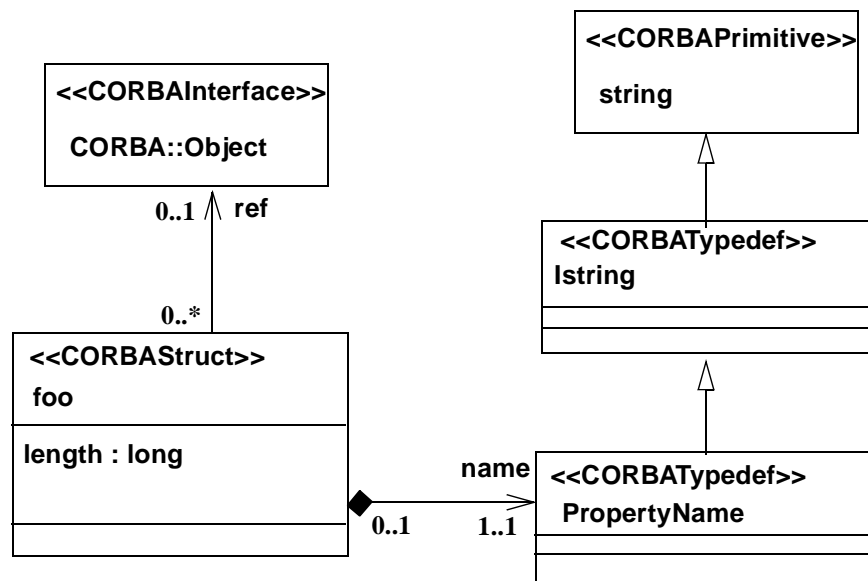 <<CORBAPrimitive>>
string
<<CORBAInterface>>
CORBA::Object
0..1
ref
0..*
<<CORBATypedef>>
Istring
<<CORBAStruct>>
foo
length : long
name
0..1
1..1
<<CORBATypedef>>
PropertyName